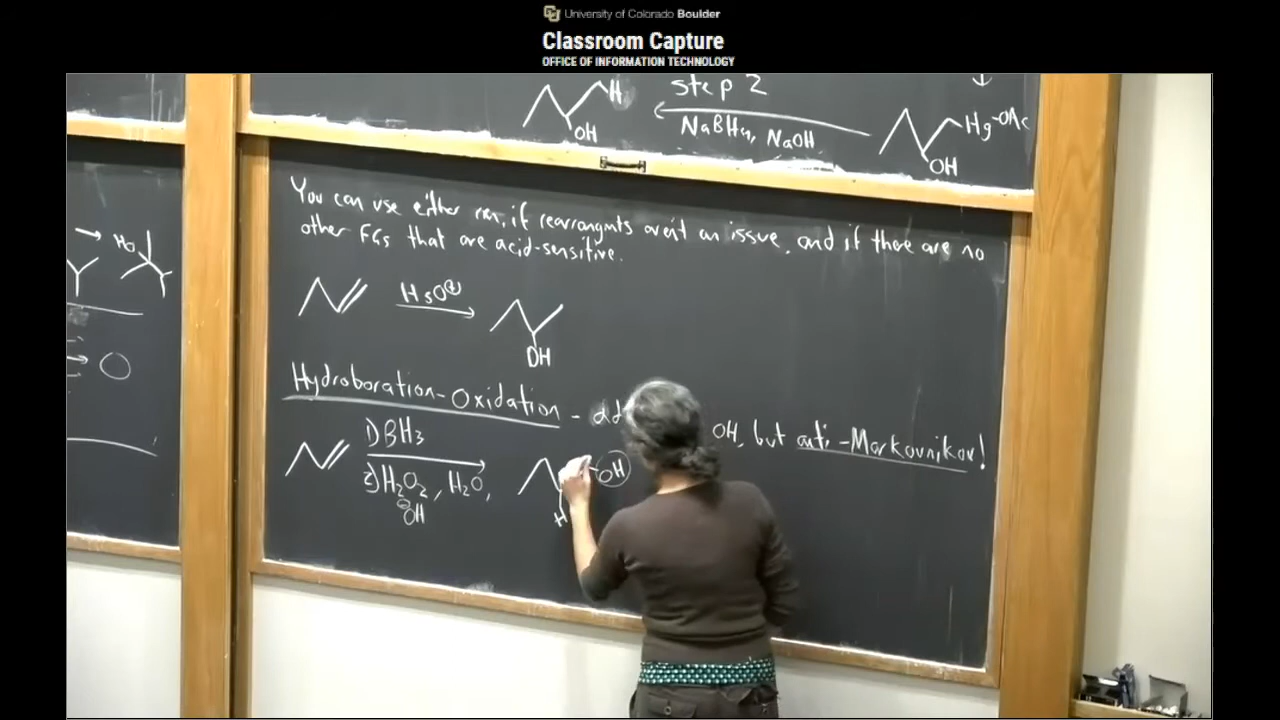 University of Colorado Boulder
Classroom Capture
OFFICE OF INFORMATION TECHNOLOGY
H
OH
step 2
NaBH4, NaOH
Hg-OAc
OH
You can use either rxn, if rearrangmts aren't an issue, and if there are no
other FGs that are acid-sensitive.
HO
H3O⊕
OH
Hydroboration-Oxidation - OH, but anti-Markovnikov!
1) BH3
2) H2O2, H2O,
⊖OH
OH
H